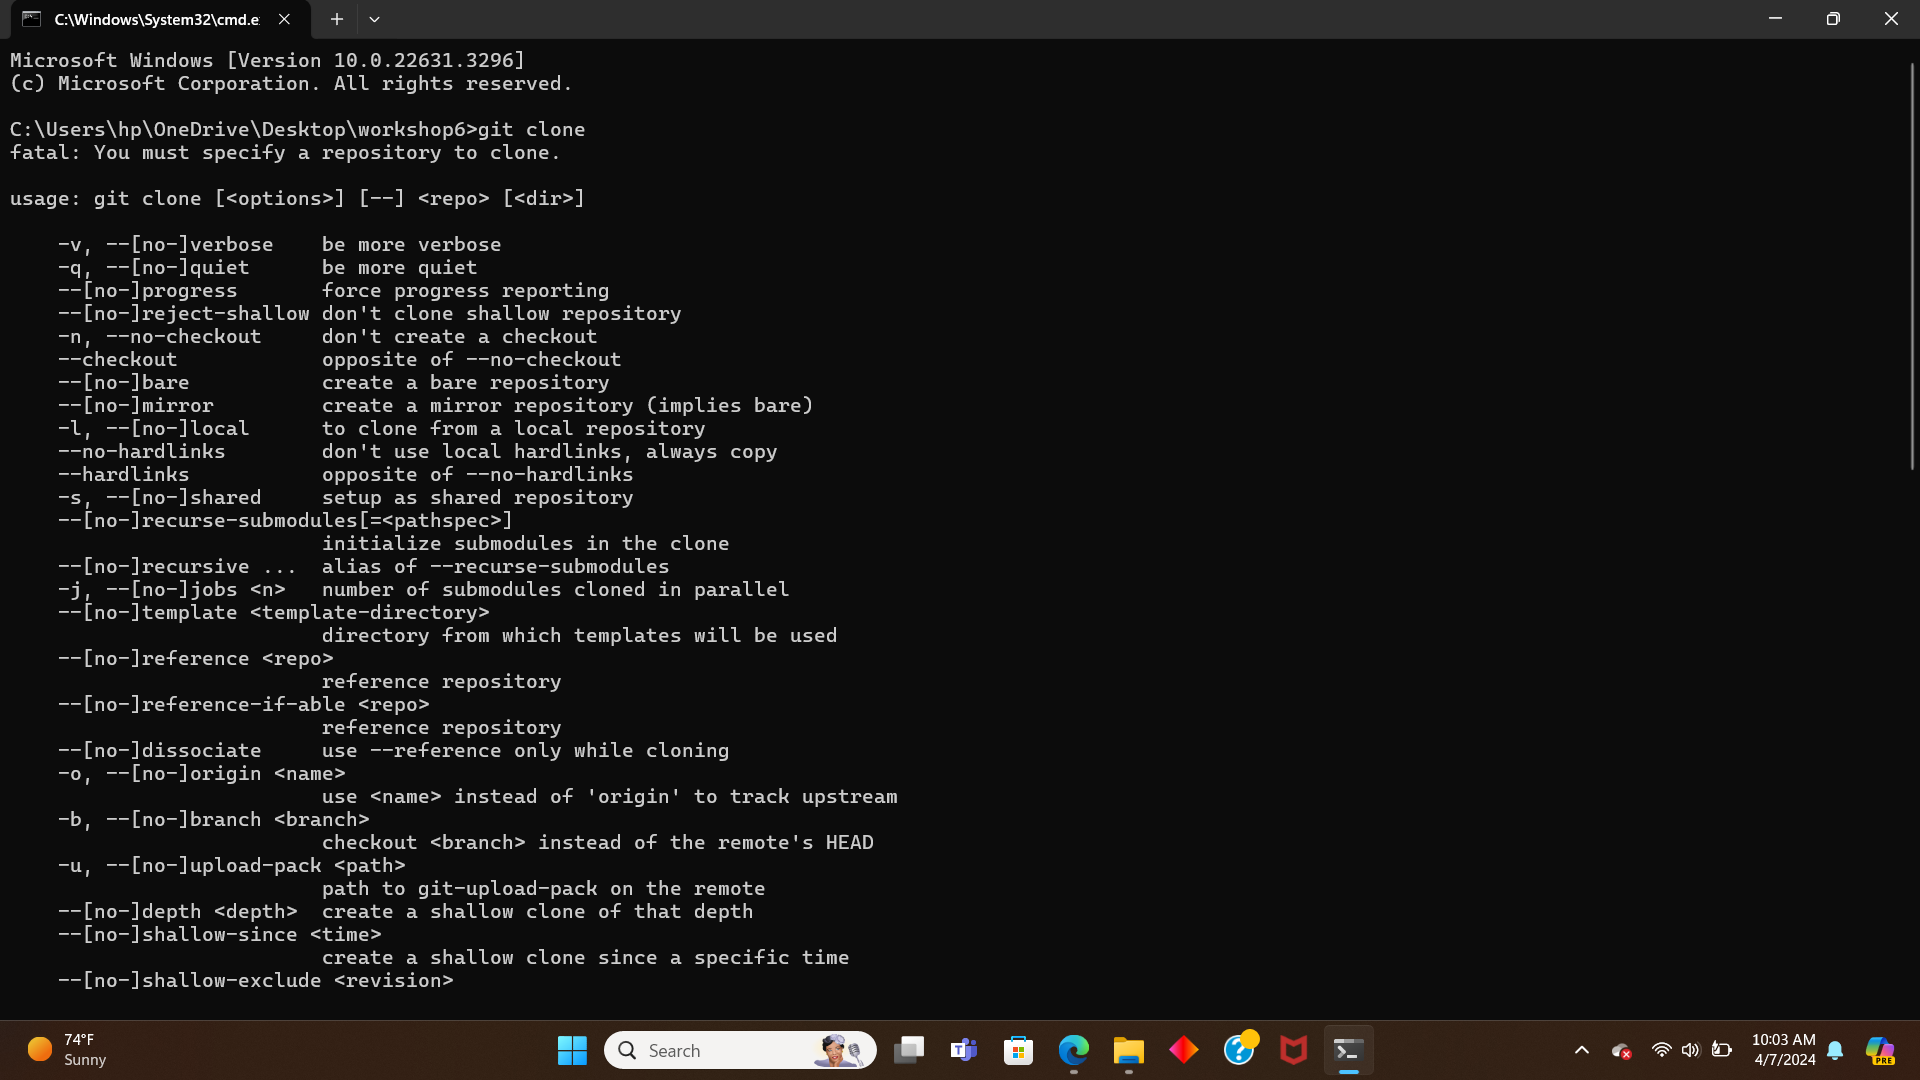 C:\Windows\System32\cmd.e
Microsoft Windows [Version 10.0.22631.3296]
(c) Microsoft Corporation. All rights reserved.
C:\Users\hp\OneDrive\Desktop\workshop6>git clone
fatal: You must specify a repository to clone.
usage: git clone [<options>] [--] <repo> [<dir>]
-v, --[no-]verbose    be more verbose
-q, --[no-]quiet      be more quiet
--[no-]progress       force progress reporting
--[no-]reject-shallow don't clone shallow repository
-n, --no-checkout     don't create a checkout
--checkout            opposite of --no-checkout
--[no-]bare           create a bare repository
--[no-]mirror         create a mirror repository (implies bare)
-l, --[no-]local      to clone from a local repository
--no-hardlinks        don't use local hardlinks, always copy
--hardlinks           opposite of --no-hardlinks
-s, --[no-]shared     setup as shared repository
--[no-]recurse-submodules[=<pathspec>]
initialize submodules in the clone
--[no-]recursive ...  alias of --recurse-submodules
-j, --[no-]jobs <n>   number of submodules cloned in parallel
--[no-]template <template-directory>
directory from which templates will be used
--[no-]reference <repo>
reference repository
--[no-]reference-if-able <repo>
reference repository
--[no-]dissociate     use --reference only while cloning
-o, --[no-]origin <name>
use <name> instead of 'origin' to track upstream
-b, --[no-]branch <branch>
checkout <branch> instead of the remote's HEAD
-u, --[no-]upload-pack <path>
path to git-upload-pack on the remote
--[no-]depth <depth>  create a shallow clone of that depth
--[no-]shallow-since <time>
create a shallow clone since a specific time
--[no-]shallow-exclude <revision>
74°F
Sunny
Search
10:03 AM
4/7/2024
PRE